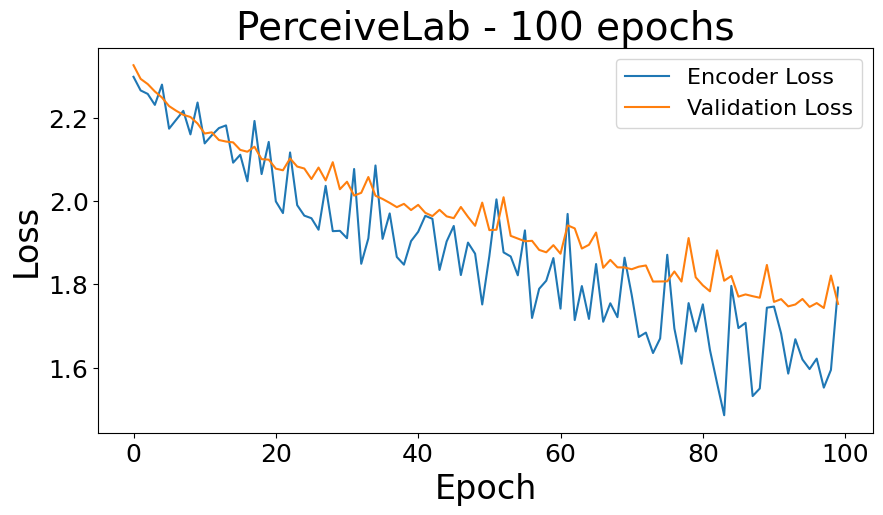 PerceiveLab - 100 epochs
Encoder Loss
Validation Loss
Loss
2.2
2.0
1.8
1.6
0 20 40 60 80 100
Epoch